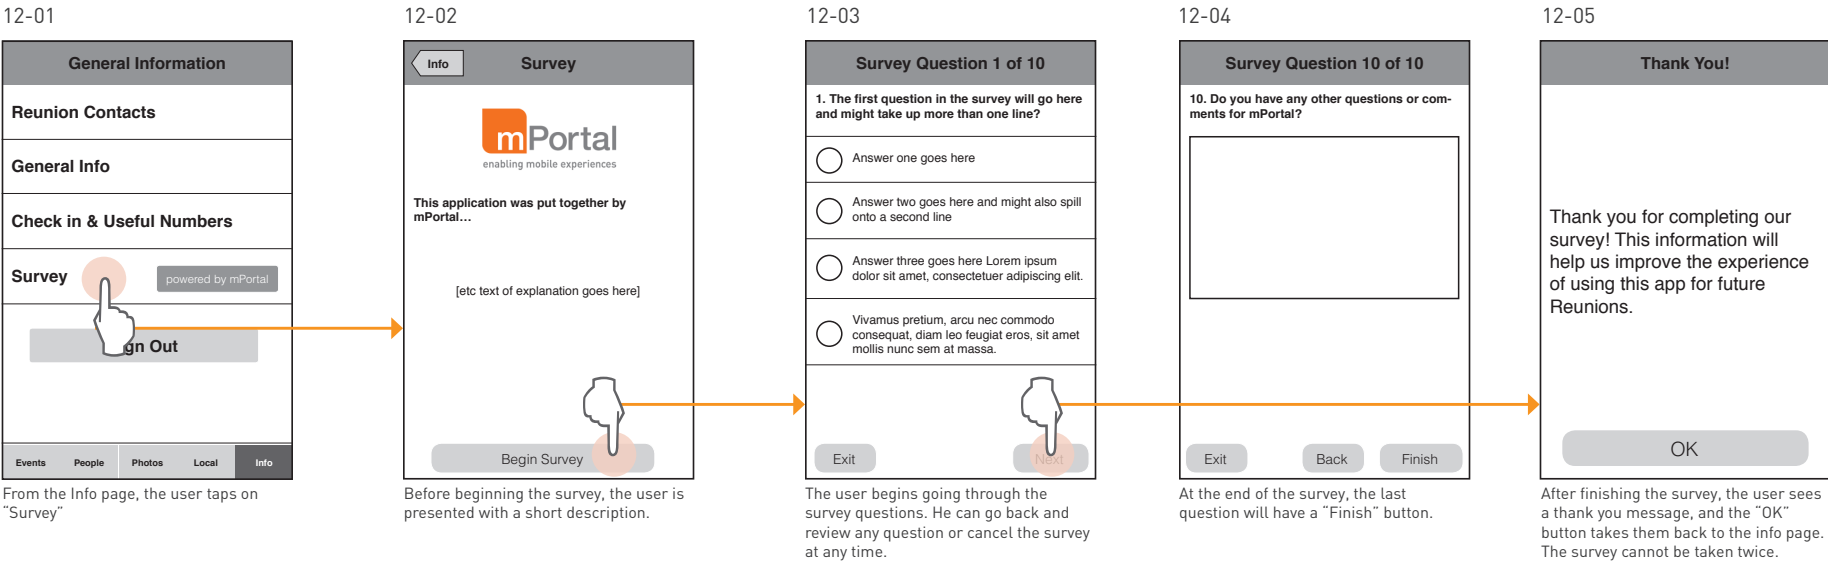 12-01
General Information
Reunion Contacts
General Info
Check in & Useful Numbers
Survey
powered by mPortal
gn Out
Events People Photos Local Info
From the Info page, the user taps on
“Survey”
12-02
Info
Survey
mPortal
enabling mobile experiences
This application was put together by
mPortal…
[etc text of explanation goes here]
Begin Survey
Before beginning the survey, the user is
presented with a short description.
12-03
Survey Question 1 of 10
1. The first question in the survey will go here
and might take up more than one line?
Answer one goes here
Answer two goes here and might also spill
onto a second line
Answer three goes here Lorem ipsum
dolor sit amet, consectetuer adipiscing elit.
Vivamus pretium, arcu nec commodo
consequat, diam leo feugiat eros, sit amet
mollis nunc sem at massa.
Exit
Next
The user begins going through the
survey questions. He can go back and
review any question or cancel the survey
at any time.
12-04
Survey Question 10 of 10
10. Do you have any other questions or com-
ments for mPortal?
Exit Back Finish
At the end of the survey, the last
question will have a “Finish” button.
12-05
Thank You!
Thank you for completing our
survey! This information will
help us improve the experience
of using this app for future
Reunions.
OK
After finishing the survey, the user sees
a thank you message, and the “OK”
button takes them back to the info page.
The survey cannot be taken twice.